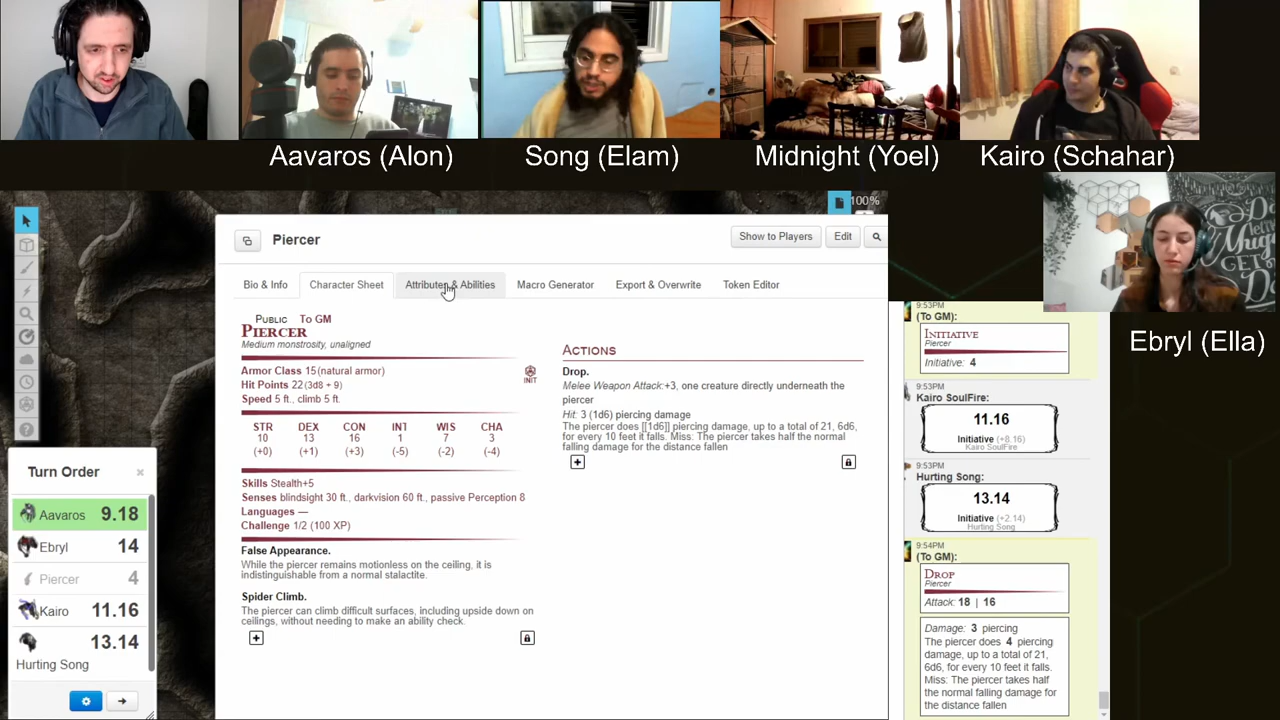 Aavaros (Alon)
Song (Elam)
Midnight (Yoel)
Kairo (Schahar)
Ebryl (Ella)
100%
Piercer
Show to Players
Edit
Bio & Info
Character Sheet
Attributes & Abilities
Macro Generator
Export & Overwrite
Token Editor
PUBLIC To GM
PIERCER
Medium monstrosity, unaligned
Armor Class 15 (natural armor)
Hit Points 22 (3d8 + 9)
Speed 5 ft., climb 5 ft.
INIT
STR DEX CON INT WIS CHA
10 13 16 1 7 3
(+0) (+1) (+3) (-5) (-2) (-4)
Skills Stealth+5
Senses blindsight 30 ft., darkvision 60 ft., passive Perception 8
Languages —
Challenge 1/2 (100 XP)
False Appearance.
While the piercer remains motionless on the ceiling, it is
indistinguishable from a normal stalactite.
Spider Climb.
The piercer can climb difficult surfaces, including upside down on
ceilings, without needing to make an ability check.
ACTIONS
Drop.
Melee Weapon Attack:+3, one creature directly underneath the
piercer
Hit: 3 (1d6) piercing damage
The piercer does [[1d6]] piercing damage, up to a total of 21, 6d6,
for every 10 feet it falls. Miss: The piercer takes half the normal
falling damage for the distance fallen
Turn Order
Aavaros 9.18
Ebryl 14
Piercer 4
Kairo 11.16
13.14
Hurting Song
9:53PM
(To GM):
INITIATIVE
Piercer
Initiative: 4
9:53PM
Kairo SoulFire:
11.16
Initiative (+8.16)
Kairo SoulFire
9:53PM
Hurting Song:
13.14
Initiative (+2.14)
Hurting Song
9:54PM
(To GM):
DROP
Piercer
Attack: 18 | 16
Damage: 3 piercing
The piercer does 4 piercing
damage, up to a total of 21,
6d6, for every 10 feet it falls.
Miss: The piercer takes half
the normal falling damage for
the distance fallen